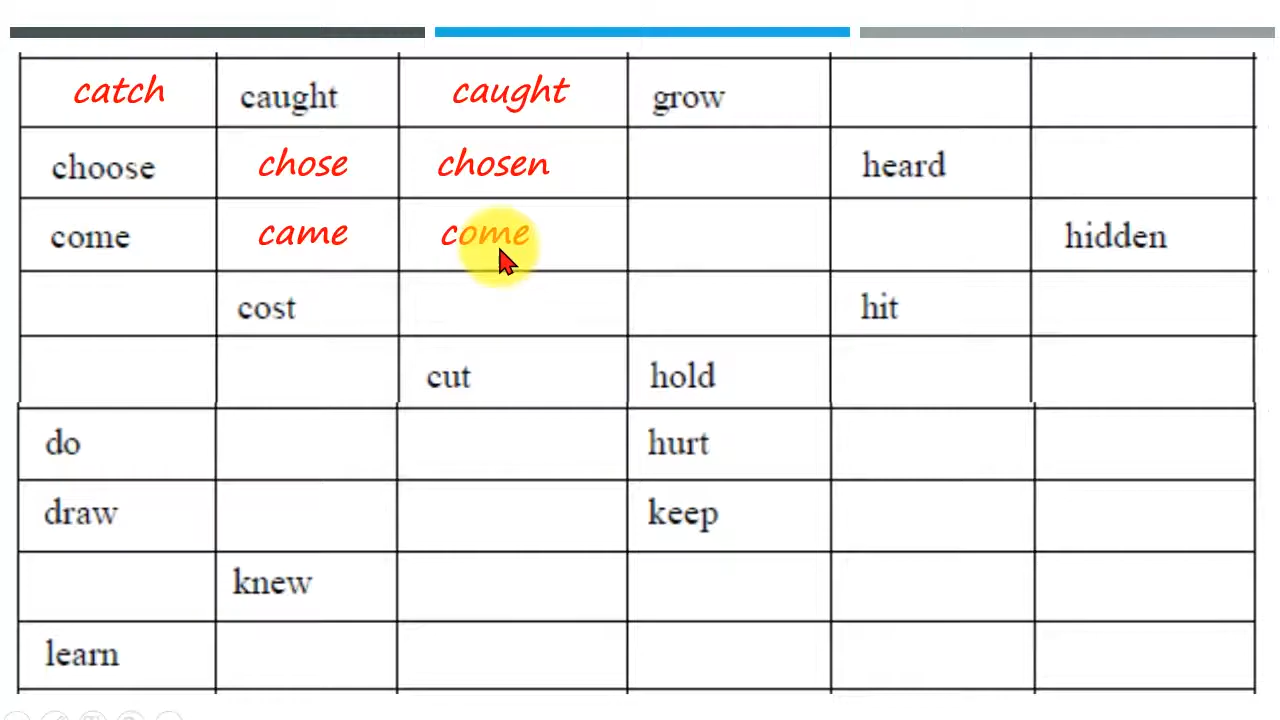 catch caught caught grow
choose chose chosen heard
come came come hidden
cost hit
cut hold
do hurt
draw keep
knew
learn